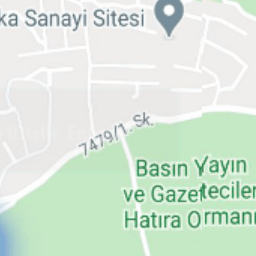 ka Sanayi Sitesi
7479/1. Sk.
Basın Yayın
ve Gazeteciler
Hatıra Ormanı